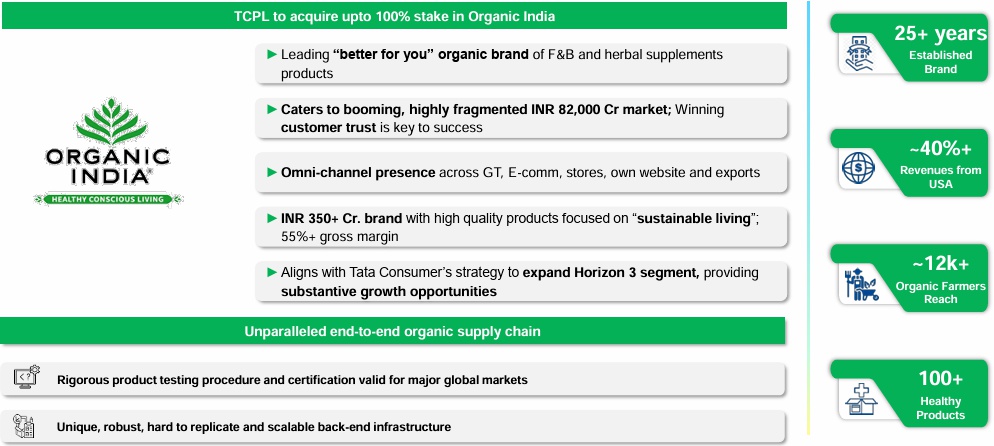 TCPL to acquire upto 100% stake in Organic India
ORGANIC
INDIA
HEALTHY CONSCIOUS LIVING
Leading “better for you” organic brand of F&B and herbal supplements
products
Caters to booming, highly fragmented INR 82,000 Cr market; Winning
customer trust is key to success
Omni-channel presence across GT, E-comm, stores, own website and exports
INR 350+ Cr. brand with high quality products focused on “sustainable living”;
55%+ gross margin
Aligns with Tata Consumer’s strategy to expand Horizon 3 segment, providing
substantive growth opportunities
Unparalleled end-to-end organic supply chain
Rigorous product testing procedure and certification valid for major global markets
Unique, robust, hard to replicate and scalable back-end infrastructure
25+ years
Established
Brand
~40%+
Revenues from
USA
~12k+
Organic Farmers
Reach
100+
Healthy
Products